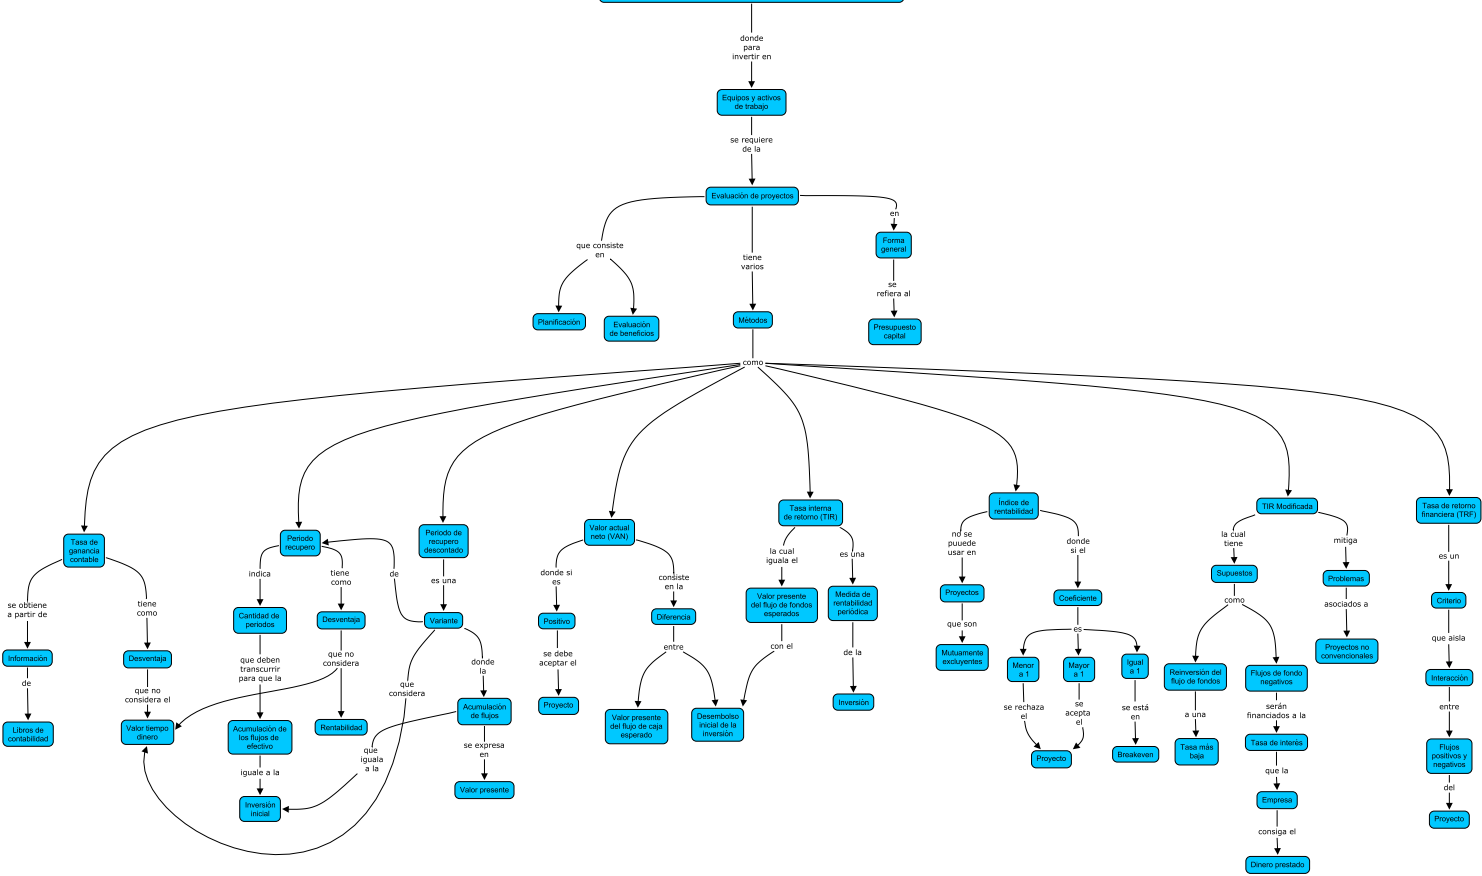 donde
para
invertir en
Equipos y activos
de trabajo
se requiere
de la
Evaluación de proyectos
que consiste
en
tiene
varios
en
Forma
general
se
refiera al
Planificación
Evaluación
de beneficios
Métodos
Presupuesto
capital
como
Tasa de
ganancia
contable
se obtiene
a partir de
tiene
como
Información
Desventaja
de
que no
considera el
Libros de
contabilidad
Valor tiempo
dinero
Periodo
recupero
indica
tiene
como
Cantidad de
periodos
Desventaja
que deben
transcurrir
para que la
que no
considera
Acumulación de
los flujos de
efectivo
Rentabilidad
iguale a la
Inversión
inicial
Periodo de
recupero
descontado
es una
de
Variante
que
considera
donde
la
Acumulación
de flujos
que
iguala
a la
se expresa
en
Valor presente
Valor actual
neto (VAN)
donde si
es
consiste
en la
Positivo
Diferencia
se debe
aceptar el
entre
Proyecto
Valor presente
del flujo de caja
esperado
Desembolso
inicial de la
inversión
Tasa interna
de retorno (TIR)
la cual
iguala el
es una
Valor presente
del flujo de fondos
esperados
Medida de
rentabilidad
periódica
con el
de la
Inversión
Índice de
rentabilidad
no se
puuede
usar en
donde
si el
Proyectos
Coeficiente
que son
es
Mutuamente
excluyentes
Menor
a 1
Mayor
a 1
Igual
a 1
se rechaza
el
se
acepta
el
se está
en
Proyecto
Breakeven
TIR Modificada
la cual
tiene
mitiga
Supuestos
Problemas
como
asociados a
Reinversión del
flujo de fondos
Flujos de fondo
negativos
Proyectos no
convencionales
a una
serán
financiados a la
Tasa más
baja
Tasa de interés
que la
Empresa
consiga el
Dinero prestado
Tasa de retorno
financiera (TRF)
es un
Criterio
que aisla
Interacción
entre
Flujos
positivos y
negativos
del
Proyecto